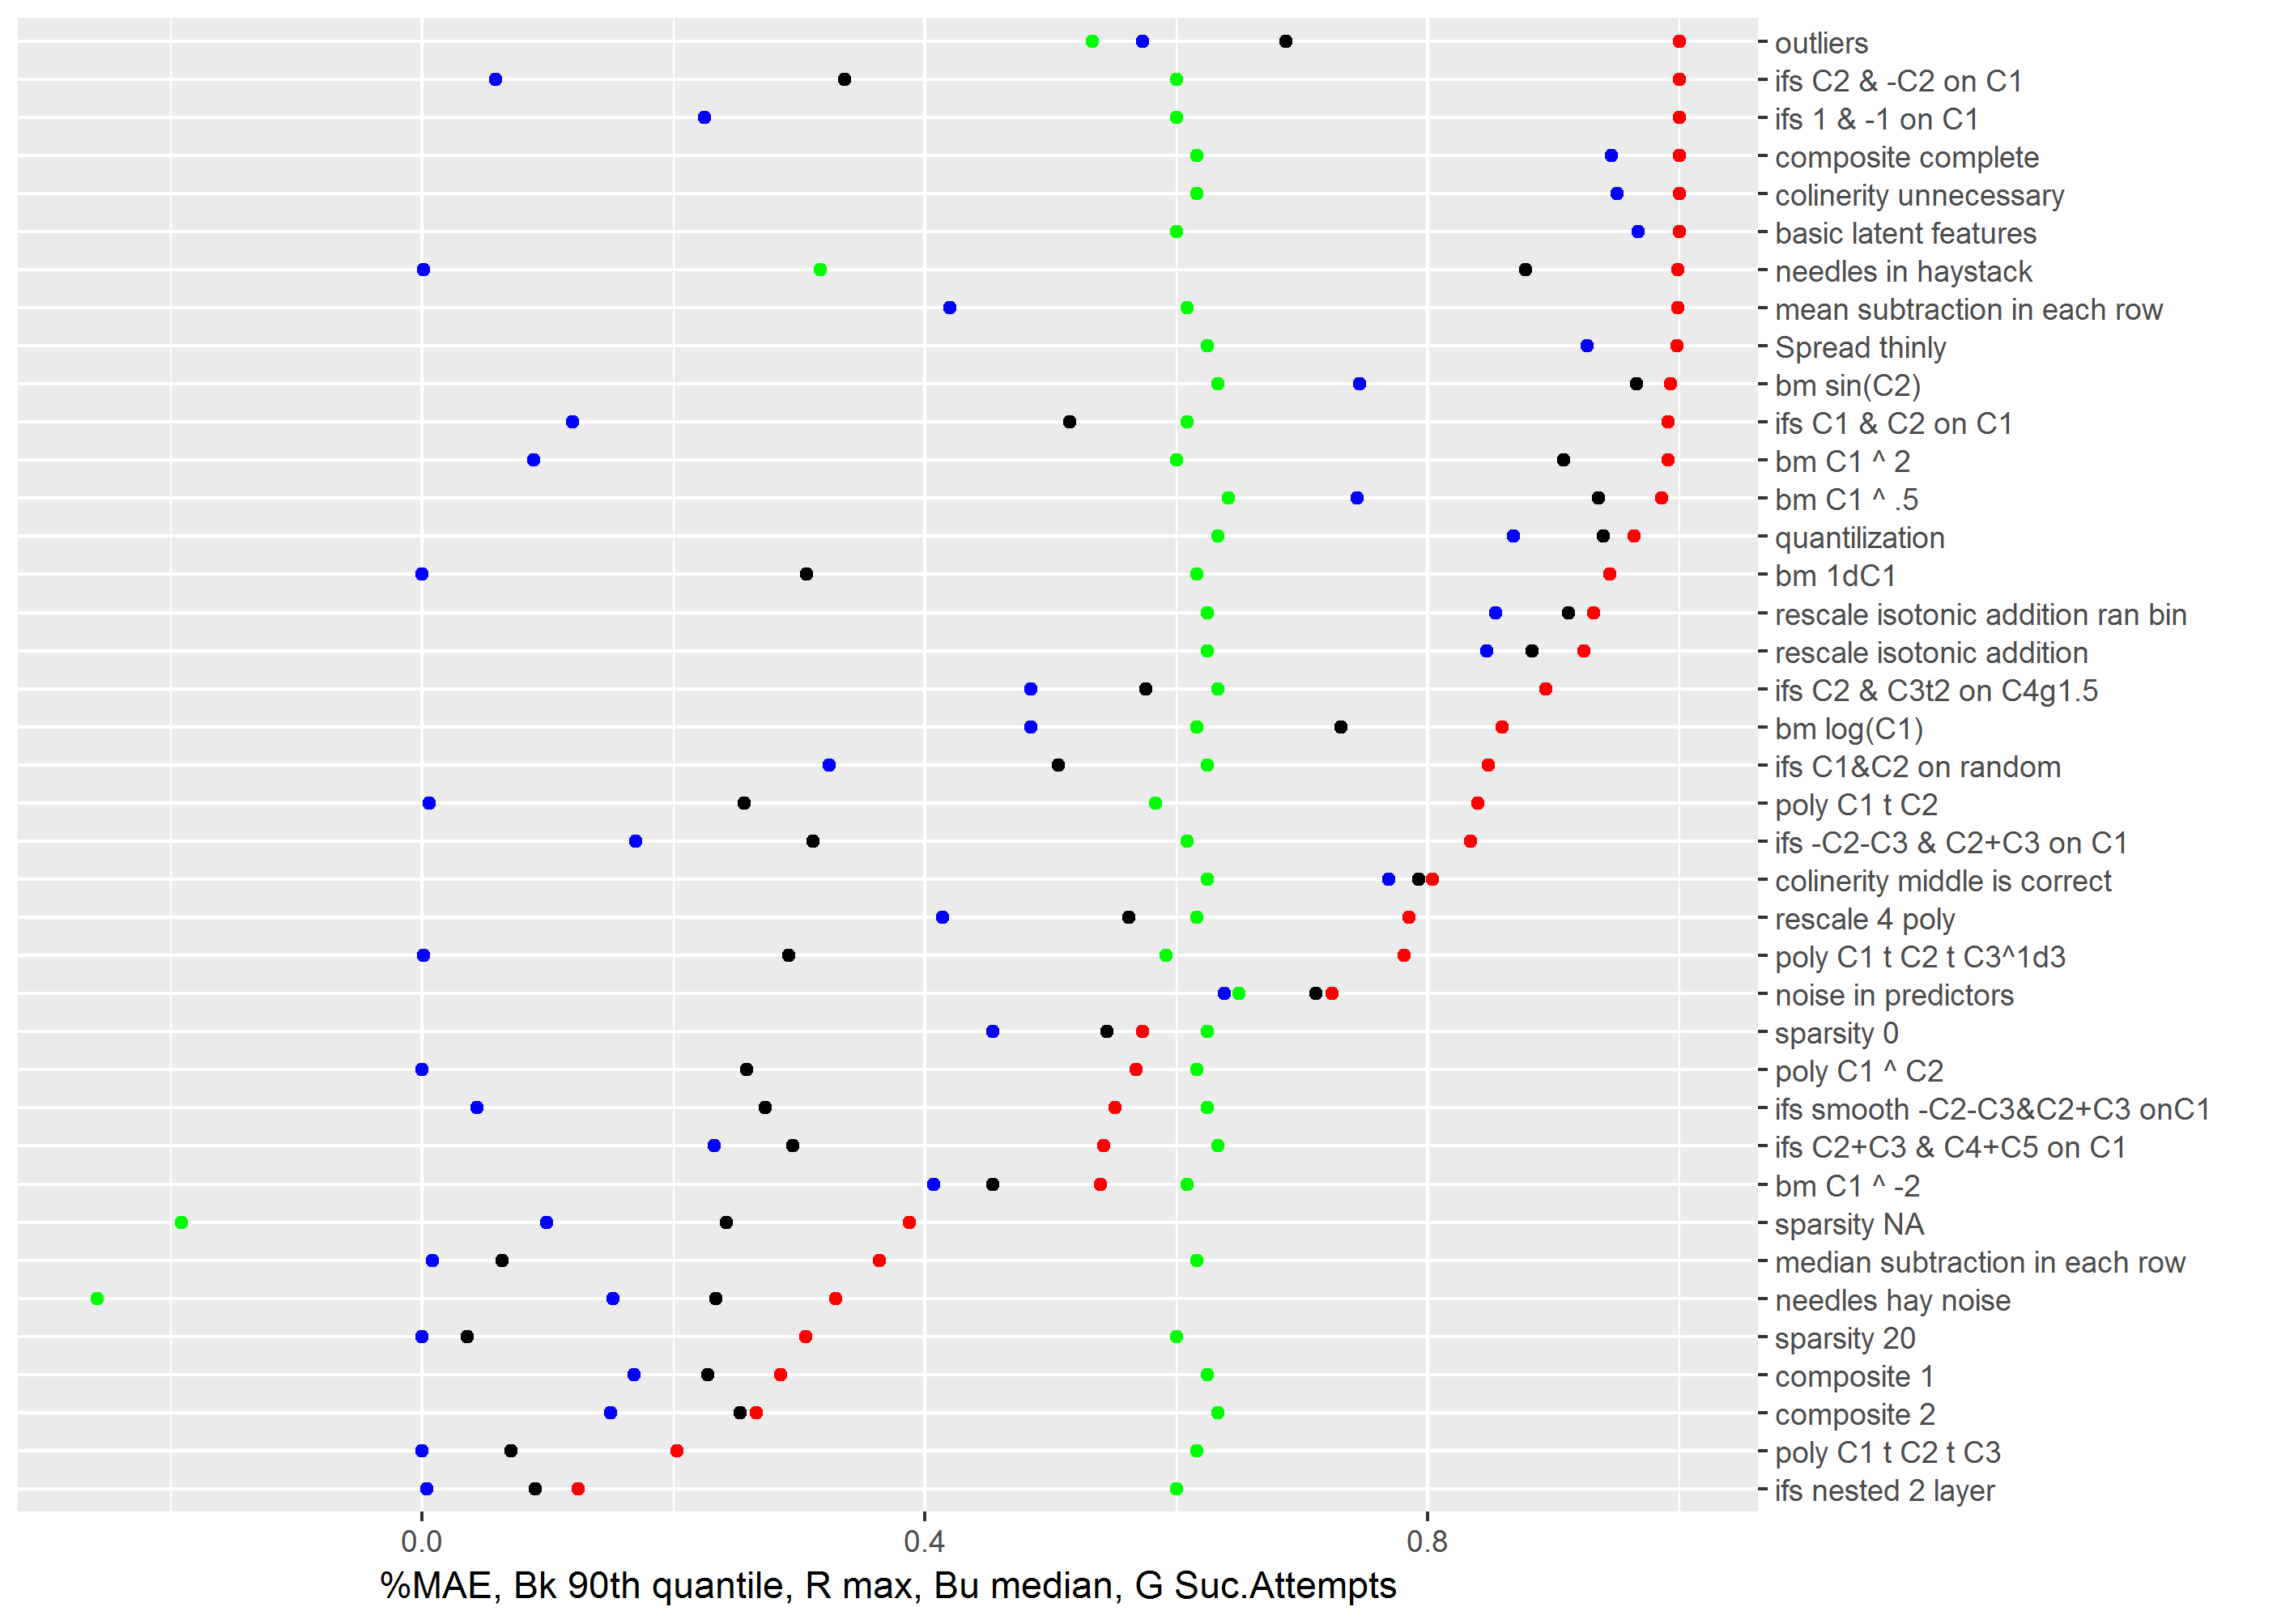 outliers
ifs C2 & -C2 on C1
ifs 1 & -1 on C1
composite complete
colinerity unnecessary
basic latent features
needles in haystack
mean subtraction in each row
Spread thinly
bm sin(C2)
ifs C1 & C2 on C1
bm C1 ^ 2
bm C1 ^ .5
quantilization
bm 1dC1
rescale isotonic addition ran bin
rescale isotonic addition
ifs C2 & C3t2 on C4g1.5
bm log(C1)
ifs C1&C2 on random
poly C1 t C2
ifs -C2-C3 & C2+C3 on C1
colinerity middle is correct
rescale 4 poly
poly C1 t C2 t C3^1d3
noise in predictors
sparsity 0
poly C1 ^ C2
ifs smooth -C2-C3&C2+C3 onC1
ifs C2+C3 & C4+C5 on C1
bm C1 ^ -2
sparsity NA
median subtraction in each row
needles hay noise
sparsity 20
composite 1
composite 2
poly C1 t C2 t C3
ifs nested 2 layer
0.0 0.4 0.8
%MAE, Bk 90th quantile, R max, Bu median, G Suc.Attempts